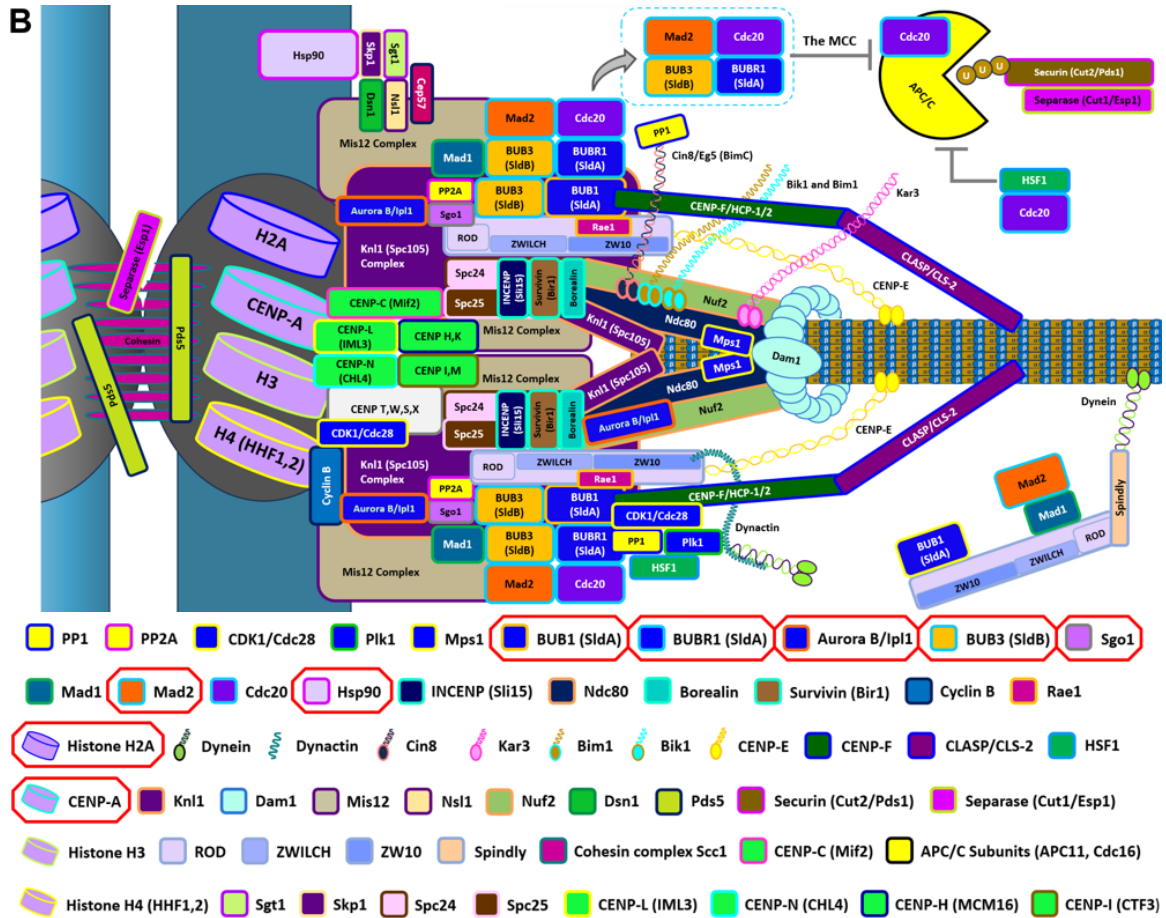 B
Hsp90
Skp1
Sgt1
Dsn1
Nsl1
Cep57
Mad2
Cdc20
BUB3
(SldB)
BUBR1
(SldA)
The MCC
Cdc20
APC/C
U U U
Securin (Cut2/Pds1)
Separase (Cut1/Esp1)
HSF1
Cdc20
Mis12 Complex
Mad2
Cdc20
Mad1
BUB3
(SldB)
BUBR1
(SldA)
PP1
Cin8/Eg5 (BimC)
Bik1 and Bim1
Kar3
PP2A
Aurora B/Ipl1
Sgo1
BUB3
(SldB)
BUB1
(SldA)
CENP-F/HCP-1/2
CLASP/CLS-2
Knl1 (Spc105)
Complex
ROD
ZWILCH
Rae1
ZW10
CENP-E
H2A
CENP-A
H3
H4 (HHF1,2)
Separase (Esp1)
Cohesin
Pds5
Pds5
CENP-C (Mif2)
Spc24
Spc25
INCENP
(Sli15)
Survivin
(Bir1)
Borealin
Nuf2
Ndc80
CENP-L
(IML3)
CENP H,K
Mis12 Complex
Knl1 (Spc105)
Mps1
Dam1
CENP-N
(CHL4)
CENP I,M
Mis12 Complex
Knl1 (Spc105)
Mps1
Ndc80
CENP T,W,S,X
Spc24
Spc25
INCENP
(Sli15)
Survivin
(Bir1)
Borealin
Aurora B/Ipl1
Nuf2
CENP-E
CLASP/CLS-2
Dynein
CDK1/Cdc28
Cyclin B
Knl1 (Spc105)
Complex
ROD
ZWILCH
ZW10
Rae1
PP2A
Aurora B/Ipl1
Sgo1
BUB3
(SldB)
BUB1
(SldA)
CENP-F/HCP-1/2
CDK1/Cdc28
Mad1
BUB3
(SldB)
BUBR1
(SldA)
PP1
Plk1
Dynactin
HSF1
Mis12 Complex
Mad2
Cdc20
Mad2
Mad1
BUB1
(SldA)
ROD
ZWILCH
ZW10
Spindly
PP1 PP2A CDK1/Cdc28 Plk1 Mps1 BUB1 (SldA) BUBR1 (SldA) Aurora B/Ipl1 BUB3 (SldB) Sgo1
Mad1 Mad2 Cdc20 Hsp90 INCENP (Sli15) Ndc80 Borealin Survivin (Bir1) Cyclin B Rae1
Histone H2A Dynein Dynactin Cin8 Kar3 Bim1 Bik1 CENP-E CENP-F CLASP/CLS-2 HSF1
CENP-A Knl1 Dam1 Mis12 Nsl1 Nuf2 Dsn1 Pds5 Securin (Cut2/Pds1) Separase (Cut1/Esp1)
Histone H3 ROD ZWILCH ZW10 Spindly Cohesin complex Scc1 CENP-C (Mif2) APC/C Subunits (APC11, Cdc16)
Histone H4 (HHF1,2) Sgt1 Skp1 Spc24 Spc25 CENP-L (IML3) CENP-N (CHL4) CENP-H (MCM16) CENP-I (CTF3)